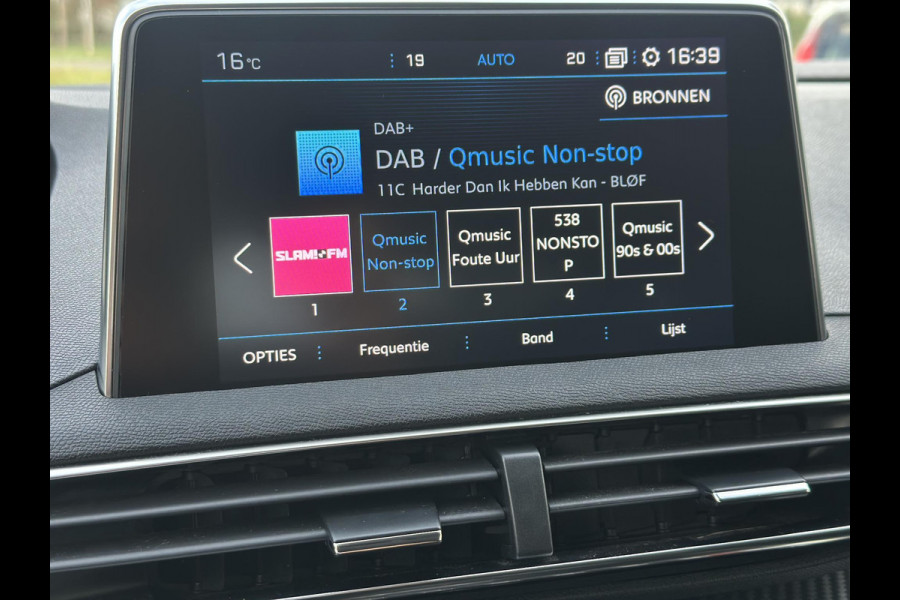 16°C 19 AUTO 20 16:39
BRONNEN
DAB+
DAB / Qmusic Non-stop
11C Harder Dan Ik Hebben Kan - BLØF
SLAM! FM
Qmusic
Non-stop
Qmusic
Foute Uur
538
NONSTO
P
Qmusic
90s & 00s
1 2 3 4 5
OPTIES Frequentie Band Lijst